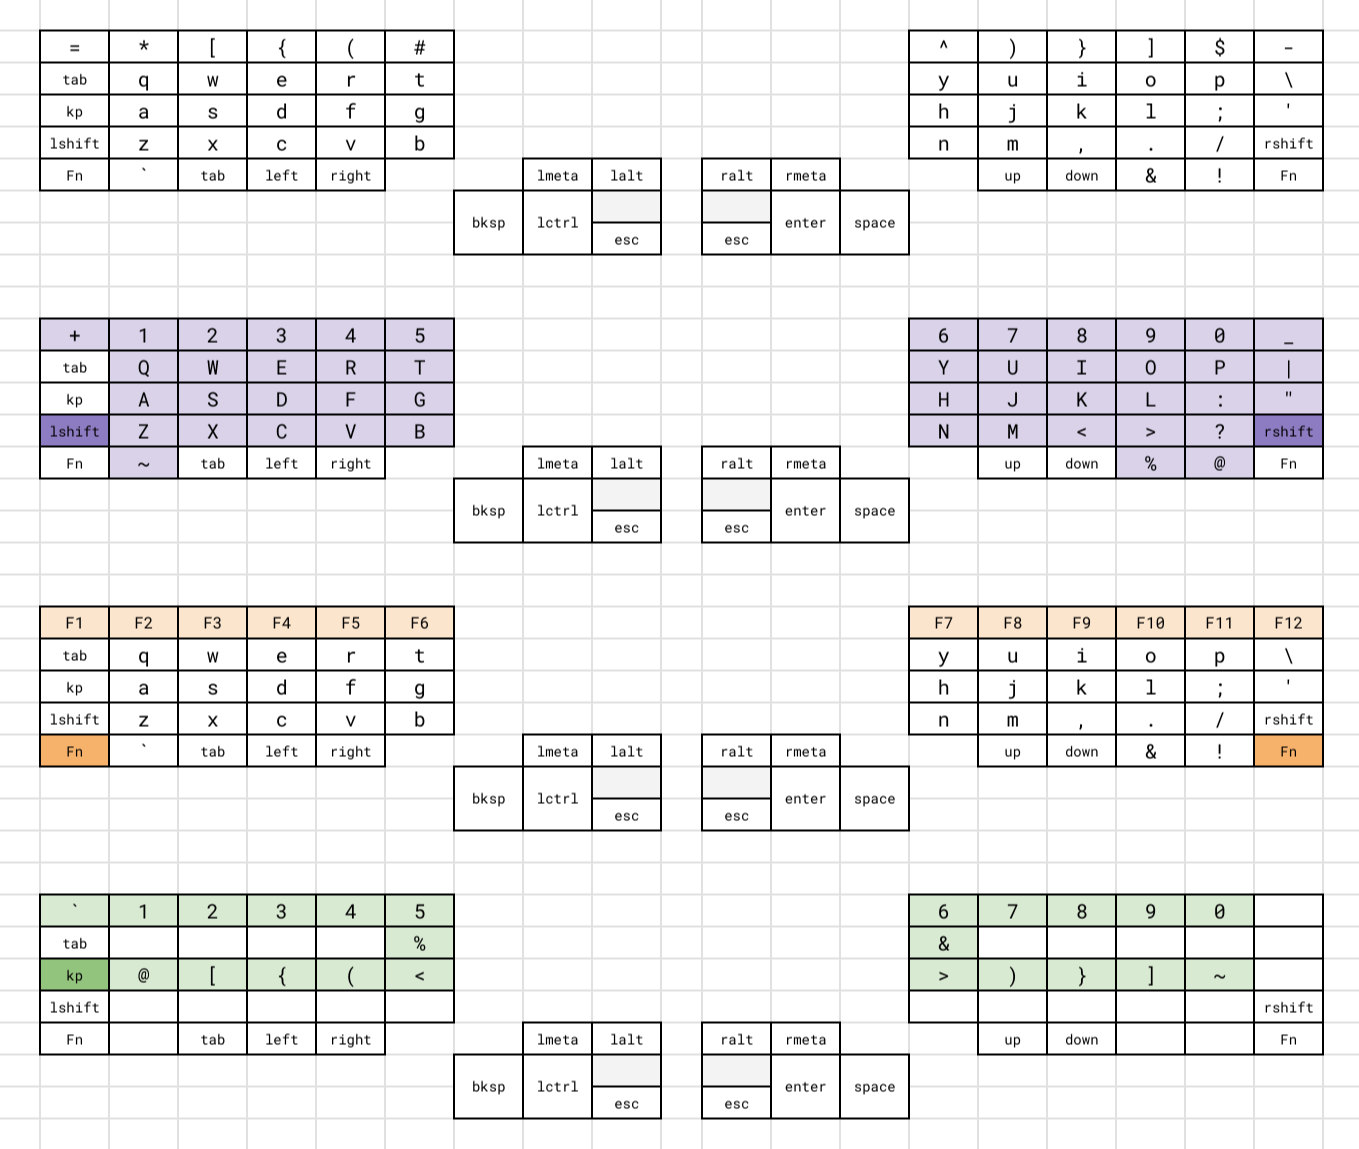 = * [ { ( # ^ ) } ] $ -
tab q w e r t y u i o p \
kp a s d f g h j k l ; '
lshift z x c v b n m , . / rshift
Fn ` tab left right lmeta lalt ralt rmeta up down & ! Fn
bksp lctrl enter space
esc esc
+ 1 2 3 4 5 6 7 8 9 0 _
tab Q W E R T Y U I O P |
kp A S D F G H J K L : "
lshift Z X C V B N M < > ? rshift
Fn ~ tab left right lmeta lalt ralt rmeta up down % @ Fn
bksp lctrl enter space
esc esc
F1 F2 F3 F4 F5 F6 F7 F8 F9 F10 F11 F12
tab q w e r t y u i o p \
kp a s d f g h j k l ; '
lshift z x c v b n m , . / rshift
Fn ` tab left right lmeta lalt ralt rmeta up down & ! Fn
bksp lctrl enter space
esc esc
` 1 2 3 4 5 6 7 8 9 0
tab % &
kp @ [ { ( < > ) } ] ~
lshift rshift
Fn tab left right lmeta lalt ralt rmeta up down Fn
bksp lctrl enter space
esc esc